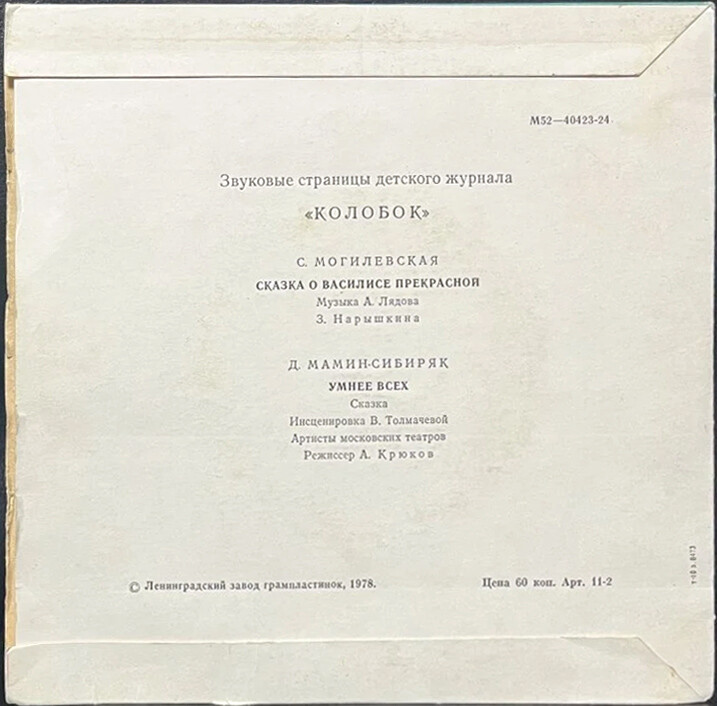 М52—40423-24
Звуковые страницы детского журнала
«КОЛОБОК»
С. МОГИЛЕВСКАЯ
СКАЗКА О ВАСИЛИСЕ ПРЕКРАСНОЙ
Музыка А. Лядова
З. Нарышкина
Д. МАМИН-СИБИРЯК
УМНЕЕ ВСЕХ
Сказка
Инсценировка В. Толмачевой
Артисты московских театров
Режиссер А. Крюков
© Ленинградский завод грампластинок, 1978.
Цена 60 коп. Арт. 11-2